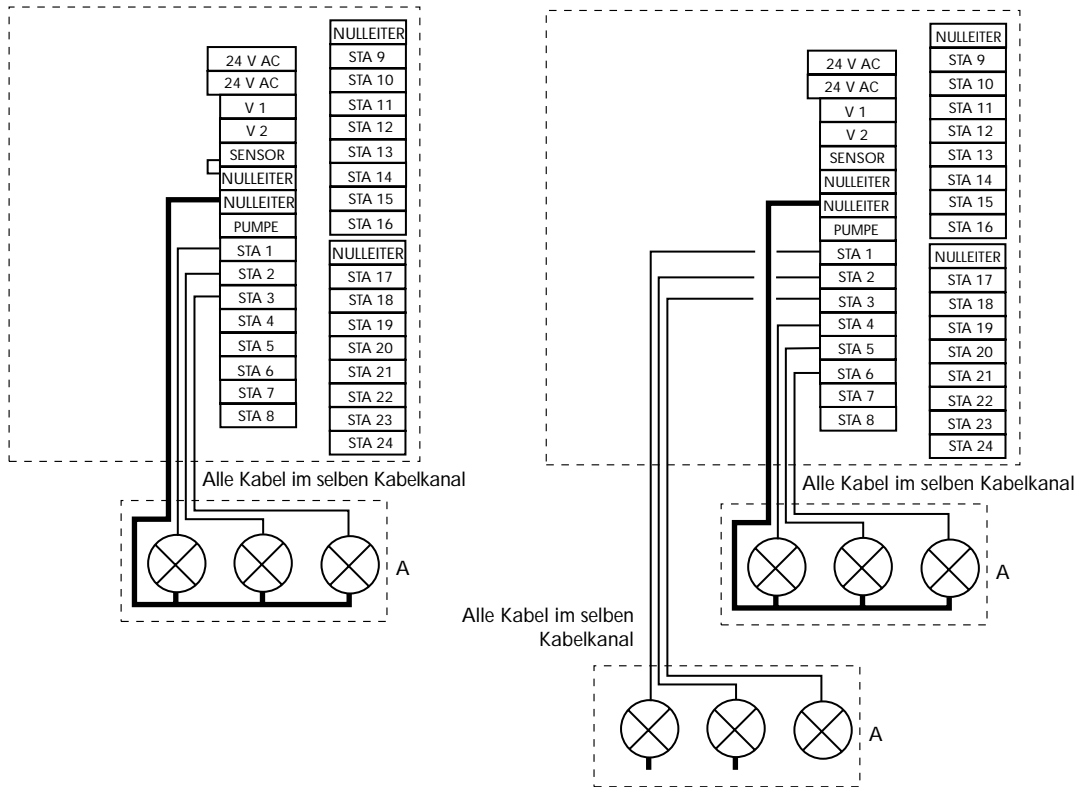 24 V AC
24 V AC
V 1
V 2
SENSOR
NULLEITER
NULLEITER
PUMPE
STA 1
STA 2
STA 3
STA 4
STA 5
STA 6
STA 7
STA 8
NULLEITER
STA 9
STA 10
STA 11
STA 12
STA 13
STA 14
STA 15
STA 16
NULLEITER
STA 17
STA 18
STA 19
STA 20
STA 21
STA 22
STA 23
STA 24
Alle Kabel im selben Kabelkanal
A
24 V AC
24 V AC
V 1
V 2
SENSOR
NULLEITER
NULLEITER
PUMPE
STA 1
STA 2
STA 3
STA 4
STA 5
STA 6
STA 7
STA 8
NULLEITER
STA 9
STA 10
STA 11
STA 12
STA 13
STA 14
STA 15
STA 16
NULLEITER
STA 17
STA 18
STA 19
STA 20
STA 21
STA 22
STA 23
STA 24
Alle Kabel im selben Kabelkanal
A
Alle Kabel im selben
Kabelkanal
A